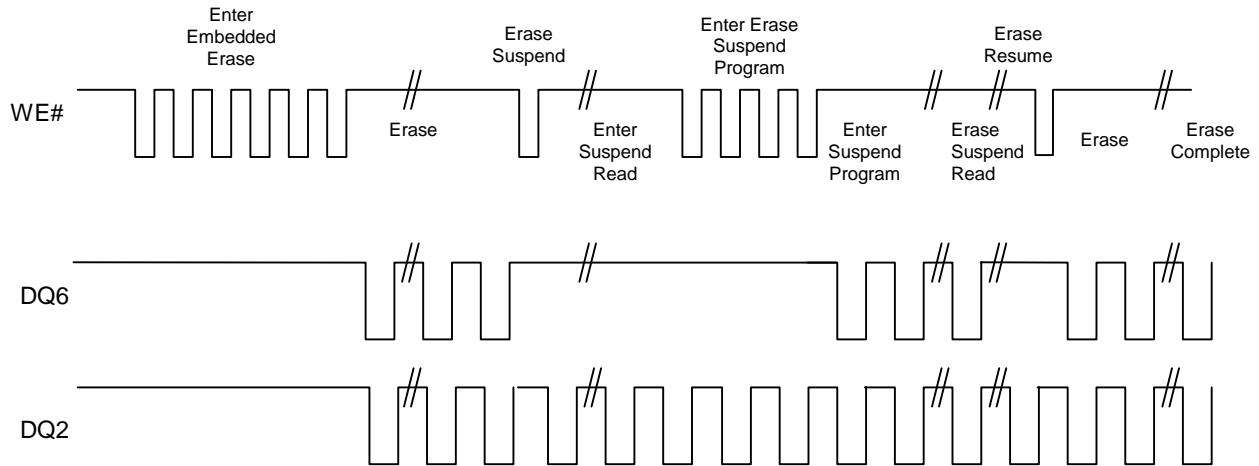 Enter
Embedded
Erase
Erase
Suspend
Enter Erase
Suspend
Program
Erase
Resume
WE#
Erase
Enter
Suspend
Read
Enter
Suspend
Program
Erase
Suspend
Read
Erase
Erase
Complete
DQ6
DQ2